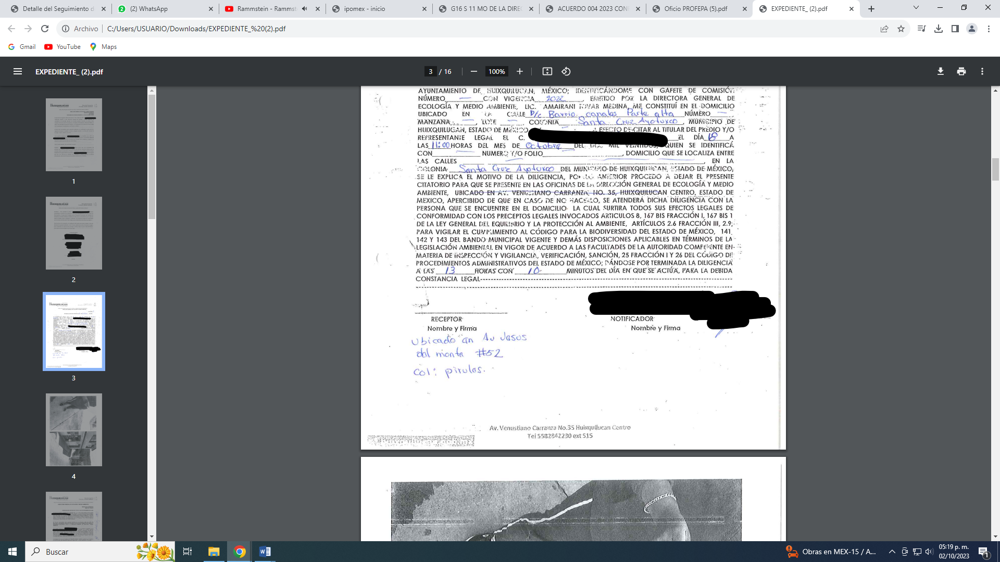 Detalle del Seguimiento d
(2) WhatsApp
Rammstein - Rammst
ipomex - inicio
G16 S 11 MO DE LA DIREC
ACUERDO 004 2023 CONF
Oficio PROFEPA (5).pdf
EXPEDIENTE_ (2).pdf
Archivo C:/Users/USUARIO/Downloads/EXPEDIENTE_%20(2).pdf
Gmail YouTube Maps
EXPEDIENTE_ (2).pdf
3 / 16
100%
1
2
3
4
AYUNTAMIENTO DE HUIXQUILUCAN, MÉXICO; IDENTIFICÁNDOME CON GAFETE DE COMISIÓN
NÚMERO — CON VIGENCIA 2022, EMITIDO POR LA DIRECTORA GENERAL DE
ECOLOGÍA Y MEDIO AMBIENTE, LIC. AMAIRANI TOVAR MEDINA, ME CONSTITUÍ EN EL DOMICILIO
UBICADO EN LA CALLE P/c Barrio canales Parte alta NÚMERO —
MANZANA — , LOTE — , COLONIA Santa Cruz Ayotuxco, MUNICIPIO DE
HUIXQUILUCAN, ESTADO DE MÉXICO A EFECTO DE CITAR AL TITULAR DEL PREDIO Y/O
REPRESENTANTE LEGAL EL C. EL DÍA 18 A
LAS 11:00 HORAS DEL MES DE Octubre DEL DOS MIL VEINTIDOS, QUIEN SE IDENTIFICÁ
CON NUMERO Y/O FOLIO , DOMICILIO QUE SE LOCALIZA ENTRE
LAS CALLES , EN LA
COLONIA Santa Cruz Ayotuxco DEL MUNICIPIO DE HUIXQUILUCAN, ESTADO DE MÉXICO,
SE LE EXPLICA EL MOTIVO DE LA DILIGENCIA, POR LO ANTERIOR PROCEDO A DEJAR EL PRESENTE
CITATORIO PARA QUE SE PRESENTE EN LAS OFICINAS DE LA DIRECCIÓN GENERAL DE ECOLOGÍA Y MEDIO
AMBIENTE, UBICADO EN AV. VENUSTIANO CARRANZA, NO. 35, HUIXQUILUCAN CENTRO, ESTADO DE
MEXICO, APERCIBIDO DE QUE EN CASO DE NO HACELO, SE ATENDERÁ DICHA DILIGENCIA CON LA
PERSONA QUE SE ENCUENTRE EN EL DOMICILIO LA CUAL SURTIRA TODOS SUS EFECTOS LEGALES DE
CONFORMIDAD CON LOS PRECEPTOS LEGALES INVOCADOS ARTICULOS 8, 167 BIS FRACCIÓN I, 167 BIS 1
DE LA LEY GENERAL DEL EQUILIBRIO Y LA PROTECCIÓN AL AMBIENTE, ARTÍCULOS 2.6 FRACCIÓN III, 2.9;
PARA VIGILAR EL CUMPLIMIENTO AL CÓDIGO PARA LA BIODIVERSIDAD DEL ESTADO DE MÉXICO, 141,
142 Y 143 DEL BANDO MUNICIPAL VIGENTE Y DEMÁS DISPOSICIONES APLICABLES EN TÉRMINOS DE LA
LEGISLACIÓN AMBIENTAL EN VIGOR DE ACUERDO A LAS FACULTADES DE LA AUTORIDAD COMPETENTE EN
MATERIA DE INSPECCIÓN Y VIGILANCIA, VERIFICACIÓN, SANCIÓN, 25 FRACCIÓN I Y 26 DEL CÓDIGO DE
PROCEDIMIENTOS ADMINISTRATIVOS DEL ESTADO DE MÉXICO; DÁNDOSE POR TERMINADA LA DILIGENCIA
A LAS 13 HORAS CON 10 MINUTOS DEL DÍA EN QUE SE ACTÚA, PARA LA DEBIDA
CONSTANCIA LEGAL
RECEPTOR
Nombre y Firma
NOTIFICADOR
Nombre y Firma
Ubicado en Av Jesus
del monte #52
Col: pirules.
Av. Venustiano Carranza No.35 Huixquilucan Centro
Tel 5582842230 ext 515
Buscar
Obras en MEX-15 / A...
05:19 p. m.
02/10/2023